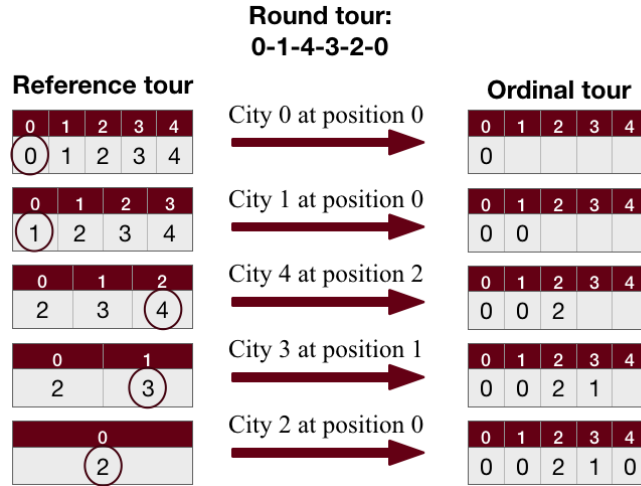 Round tour:
0-1-4-3-2-0
Reference tour
Ordinal tour
0 1 2 3 4
0 1 2 3 4
City 0 at position 0
0 1 2 3 4
0
0 1 2 3
1 2 3 4
City 1 at position 0
0 1 2 3 4
0 0
0 1 2
2 3 4
City 4 at position 2
0 1 2 3 4
0 0 2
0 1
2 3
City 3 at position 1
0 1 2 3 4
0 0 2 1
0
2
City 2 at position 0
0 1 2 3 4
0 0 2 1 0